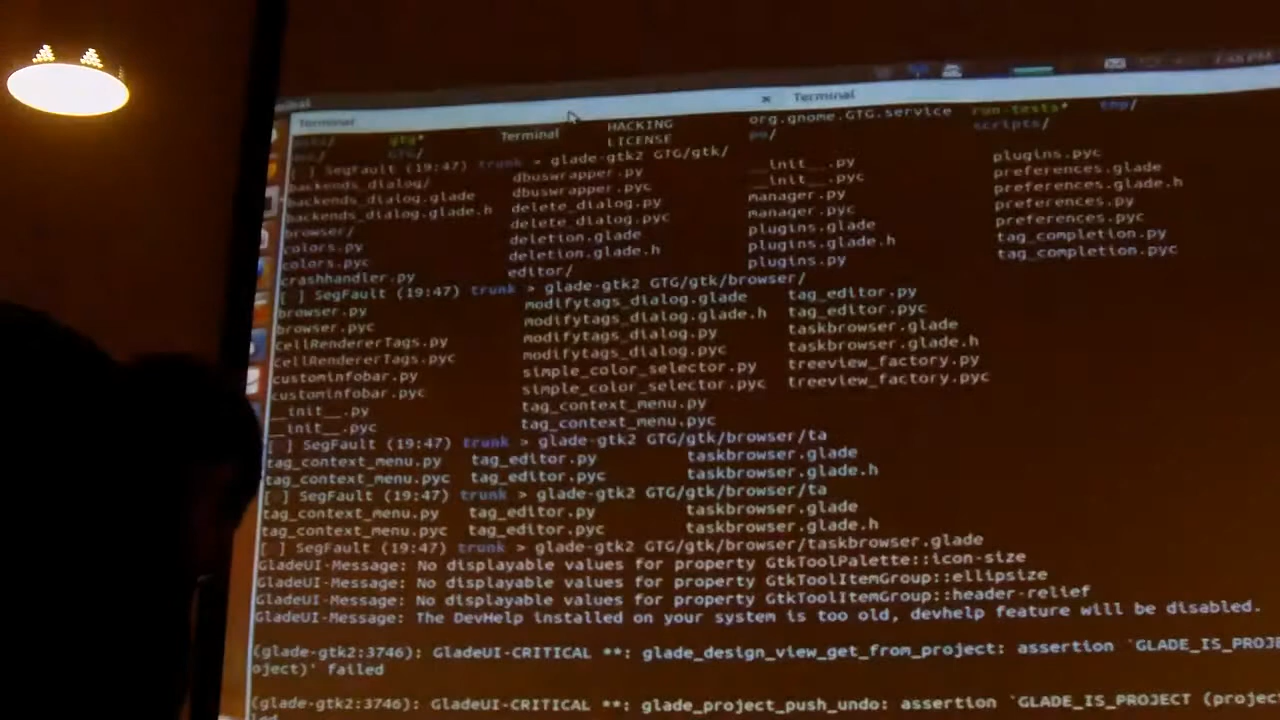 Terminal Terminal
gtg* Terminal HACKING org.gnome.GTG.service run-tests* tmp/
GTG/ LICENSE po/ scripts/
[ ] SegFault (19:47) trunk > glade-gtk2 GTG/gtk/
backends_dialog/ dbuswrapper.py __init__.py plugins.pyc
backends_dialog.glade dbuswrapper.pyc __init__.pyc preferences.glade
backends_dialog.glade.h delete_dialog.py manager.py preferences.glade.h
browser/ delete_dialog.pyc manager.pyc preferences.py
colors.py deletion.glade plugins.glade preferences.pyc
colors.pyc deletion.glade.h plugins.glade.h tag_completion.py
crashhandler.py editor/ plugins.py tag_completion.pyc
[ ] SegFault (19:47) trunk > glade-gtk2 GTG/gtk/browser/
browser.py modifytags_dialog.glade tag_editor.py
browser.pyc modifytags_dialog.glade.h tag_editor.pyc
CellRendererTags.py modifytags_dialog.py taskbrowser.glade
CellRendererTags.pyc modifytags_dialog.pyc taskbrowser.glade.h
custominfobar.py simple_color_selector.py treeview_factory.py
custominfobar.pyc simple_color_selector.pyc treeview_factory.pyc
__init__.py tag_context_menu.py
__init__.pyc tag_context_menu.pyc
[ ] SegFault (19:47) trunk > glade-gtk2 GTG/gtk/browser/ta
tag_context_menu.py tag_editor.py taskbrowser.glade
tag_context_menu.pyc tag_editor.pyc taskbrowser.glade.h
[ ] SegFault (19:47) trunk > glade-gtk2 GTG/gtk/browser/ta
tag_context_menu.py tag_editor.py taskbrowser.glade
tag_context_menu.pyc tag_editor.pyc taskbrowser.glade.h
[ ] SegFault (19:47) trunk > glade-gtk2 GTG/gtk/browser/taskbrowser.glade
GladeUI-Message: No displayable values for property GtkToolPalette::icon-size
GladeUI-Message: No displayable values for property GtkToolItemGroup::ellipsize
GladeUI-Message: No displayable values for property GtkToolItemGroup::header-relief
GladeUI-Message: The DevHelp installed on your system is too old, devhelp feature will be disabled.
(glade-gtk2:3746): GladeUI-CRITICAL **: glade_design_view_get_from_project: assertion `GLADE_IS_PROJ
oject)' failed
(glade-gtk2:3746): GladeUI-CRITICAL **: glade_project_push_undo: assertion `GLADE_IS_PROJECT (projec